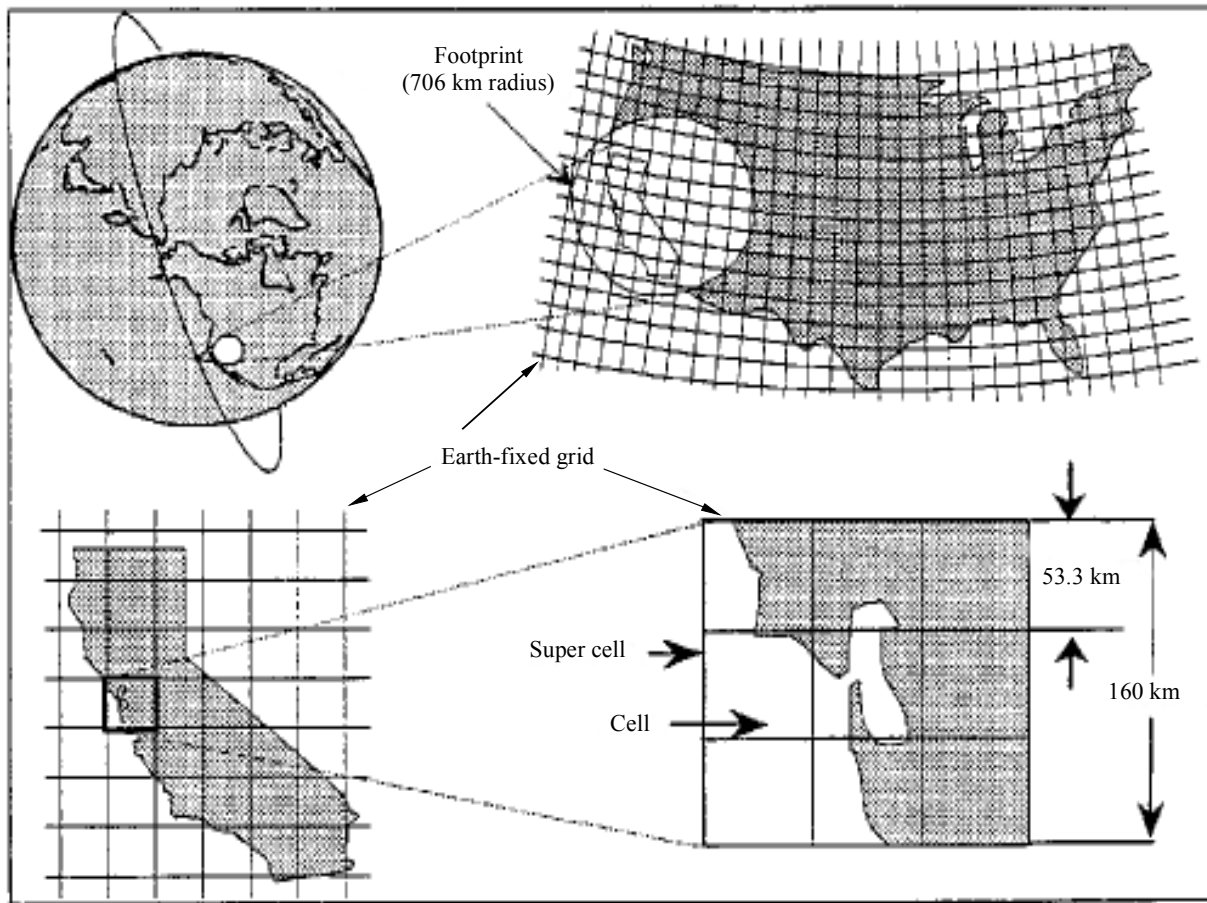 Footprint
(706 km radius)
Earth-fixed grid
53.3 km
Super cell
160 km
Cell